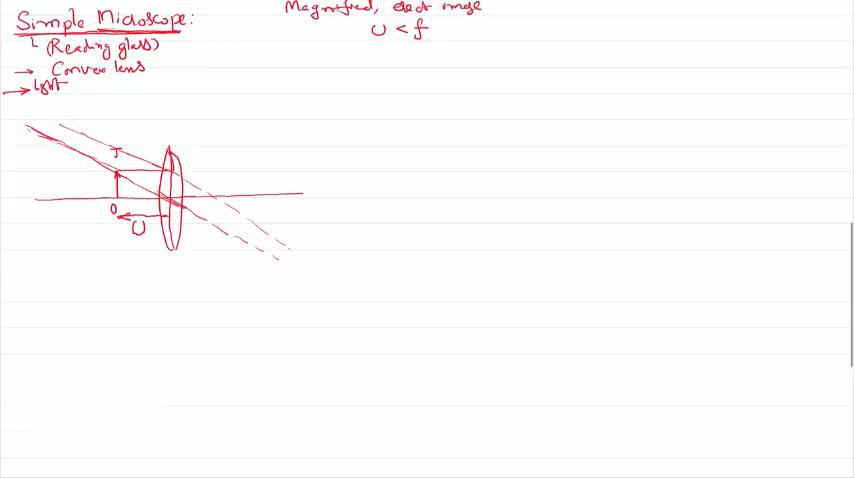 Simple Microscope:
(Reading glass)
→ Convex lens
→ light
Magnified, erect image
U < f
I
O
U